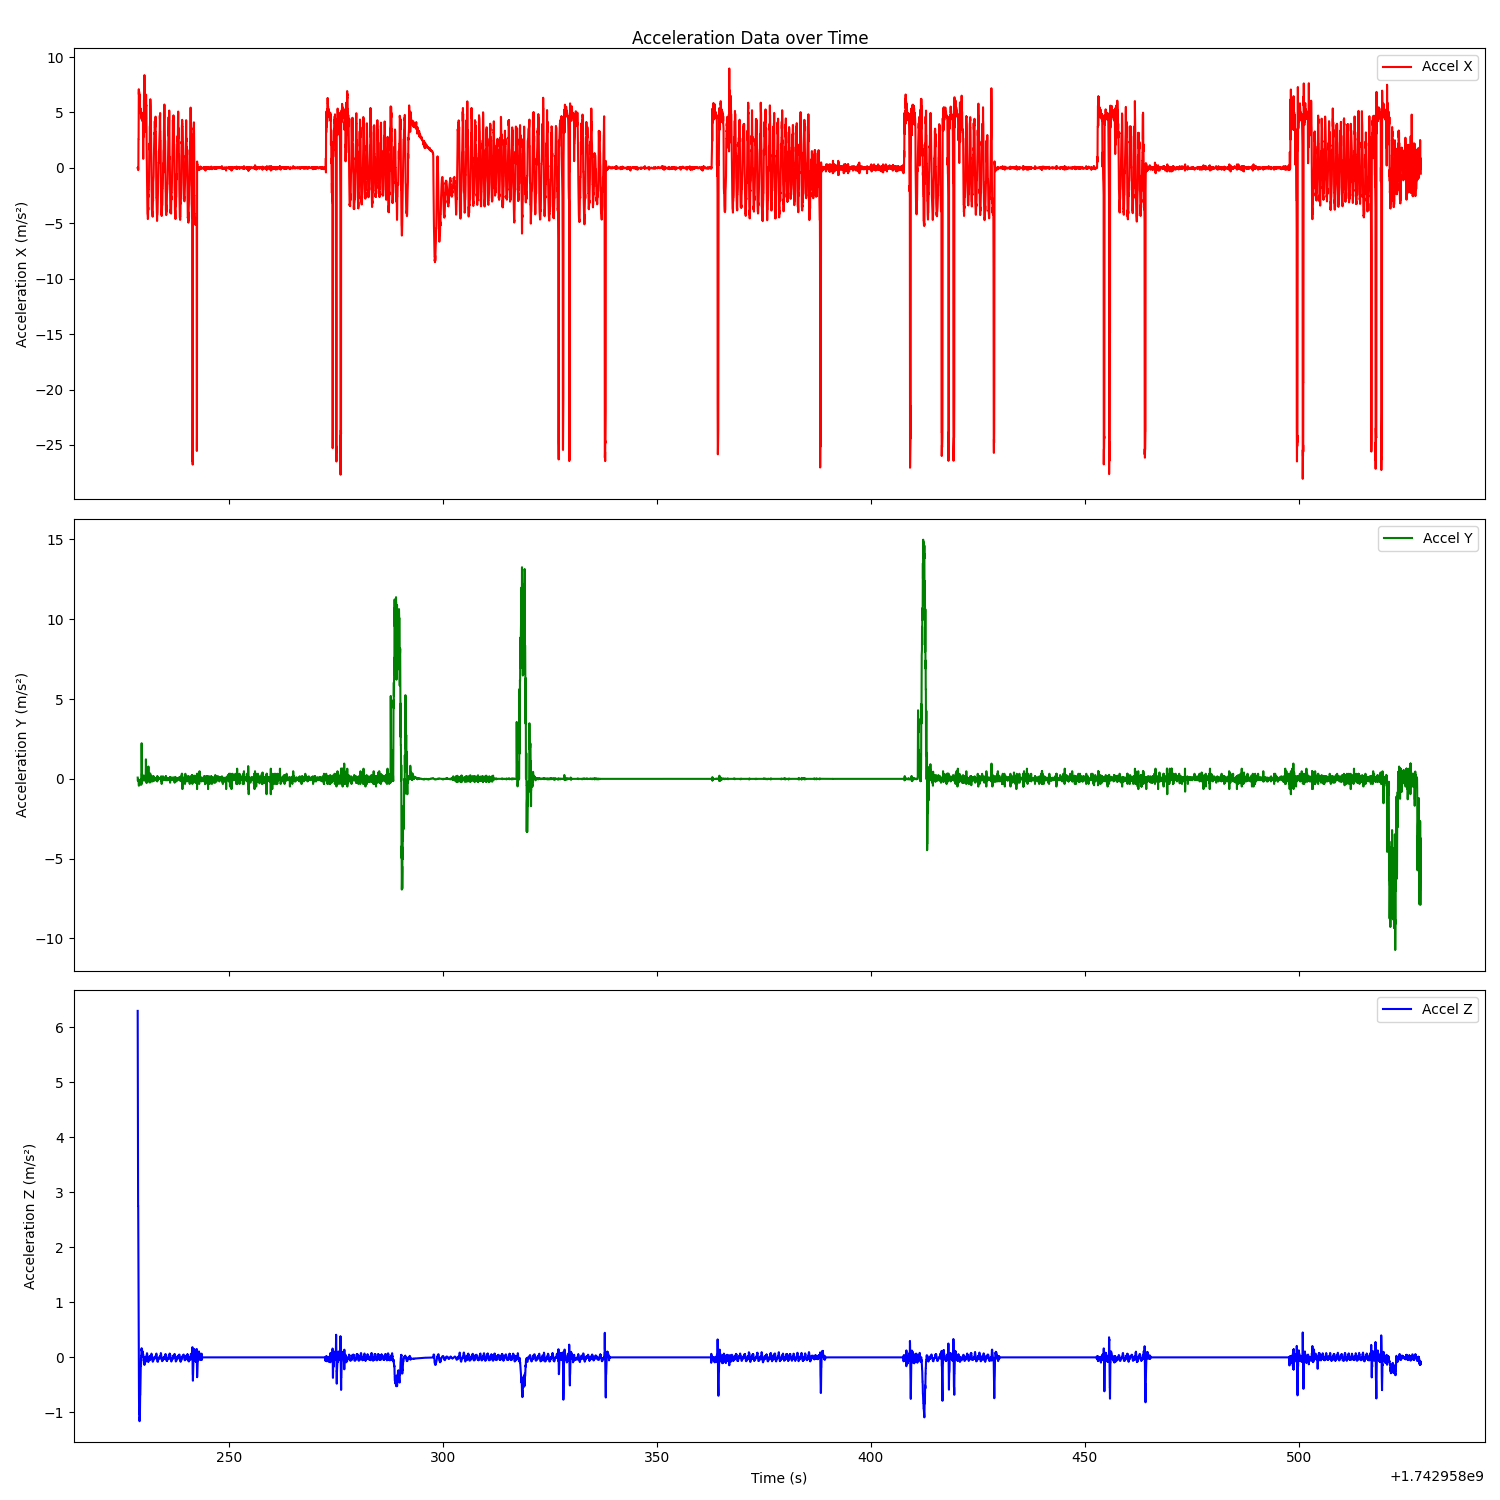 Acceleration Data over Time
Accel X
10
5
0
−5
−10
−15
−20
−25
Acceleration X (m/s²)
Accel Y
15
10
5
0
−5
−10
Acceleration Y (m/s²)
Accel Z
6
5
4
3
2
1
0
−1
Acceleration Z (m/s²)
250 300 350 400 450 500
Time (s)
+1.742958e9